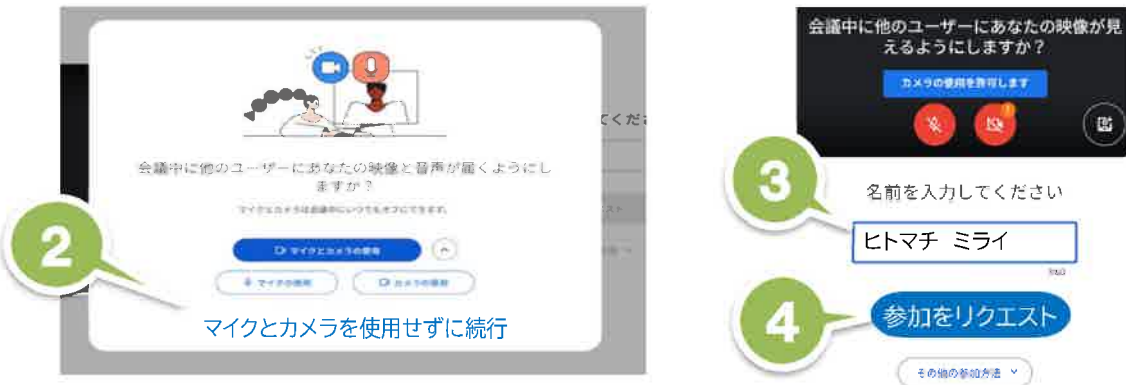 会議中に他のユーザーにあなたの映像と音声が届くようにし
ますか？
マイクとカメラは会議中にいつでもオフにできます。
マイクとカメラの使用
マイクの使用
カメラの使用
2
マイクとカメラを使用せずに続行
てくださ
会議中に他のユーザーにあなたの映像が見
えるようにしますか？
カメラの使用を許可します
3
名前を入力してください
ヒトマチ ミライ
4
参加をリクエスト
その他の参加方法